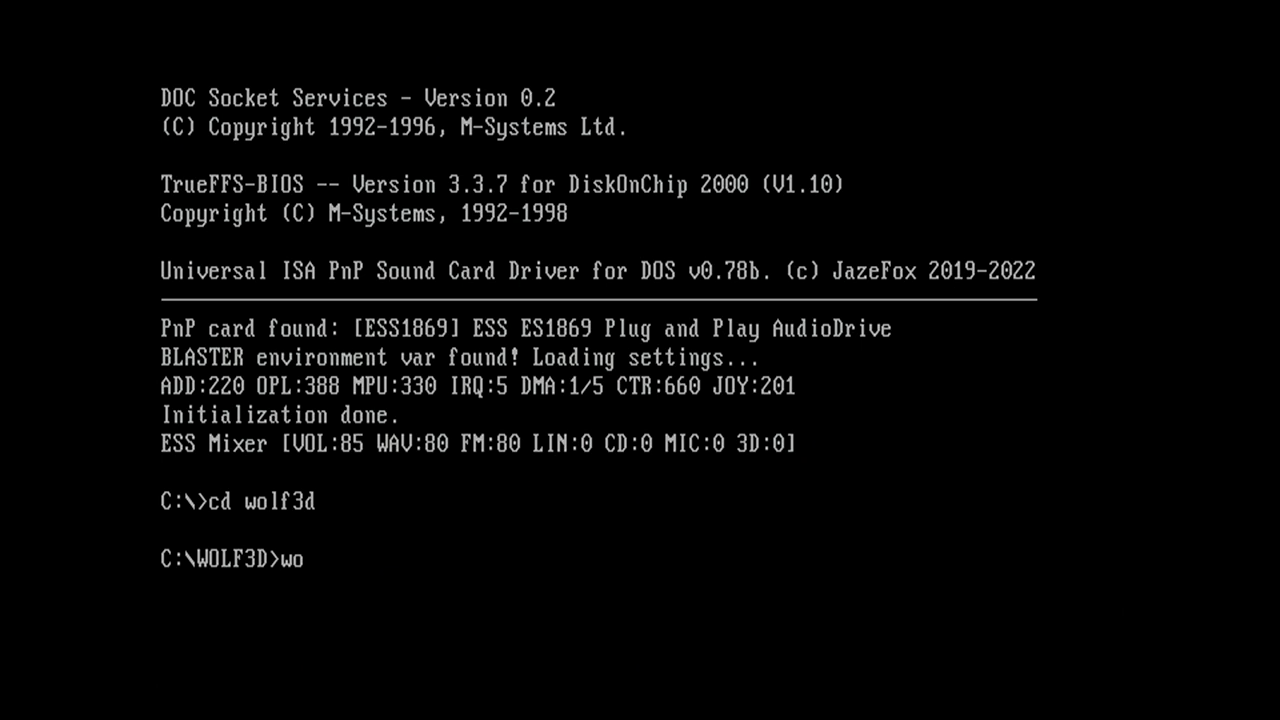 DOC Socket Services - Version 0.2
(C) Copyright 1992-1996, M-Systems Ltd.
TrueFFS-BIOS -- Version 3.3.7 for DiskOnChip 2000 (V1.10)
Copyright (C) M-Systems, 1992-1998
Universal ISA PnP Sound Card Driver for DOS v0.78b. (c) JazeFox 2019-2022
PnP card found: [ESS1869] ESS ES1869 Plug and Play AudioDrive
BLASTER environment var found! Loading settings...
ADD:220 OPL:388 MPU:330 IRQ:5 DMA:1/5 CTR:660 JOY:201
Initialization done.
ESS Mixer [VOL:85 WAV:80 FM:80 LIN:0 CD:0 MIC:0 3D:0]
C:\>cd wolf3d
C:\WOLF3D>wo